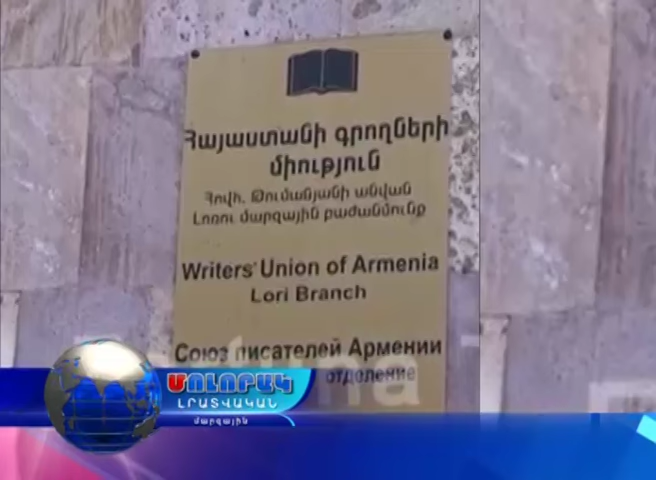 Հայաստանի գրողների
միություն
Հովհ. Թումանյանի անվան
Լոռու մարզային բաժանմունք
Writers' Union of Armenia
Lori Branch
Союз писателей Армении
отделение
ՄՈԼՈՐԱԿ
ԼՐԱՏՎԱԿԱՆ
մարզային